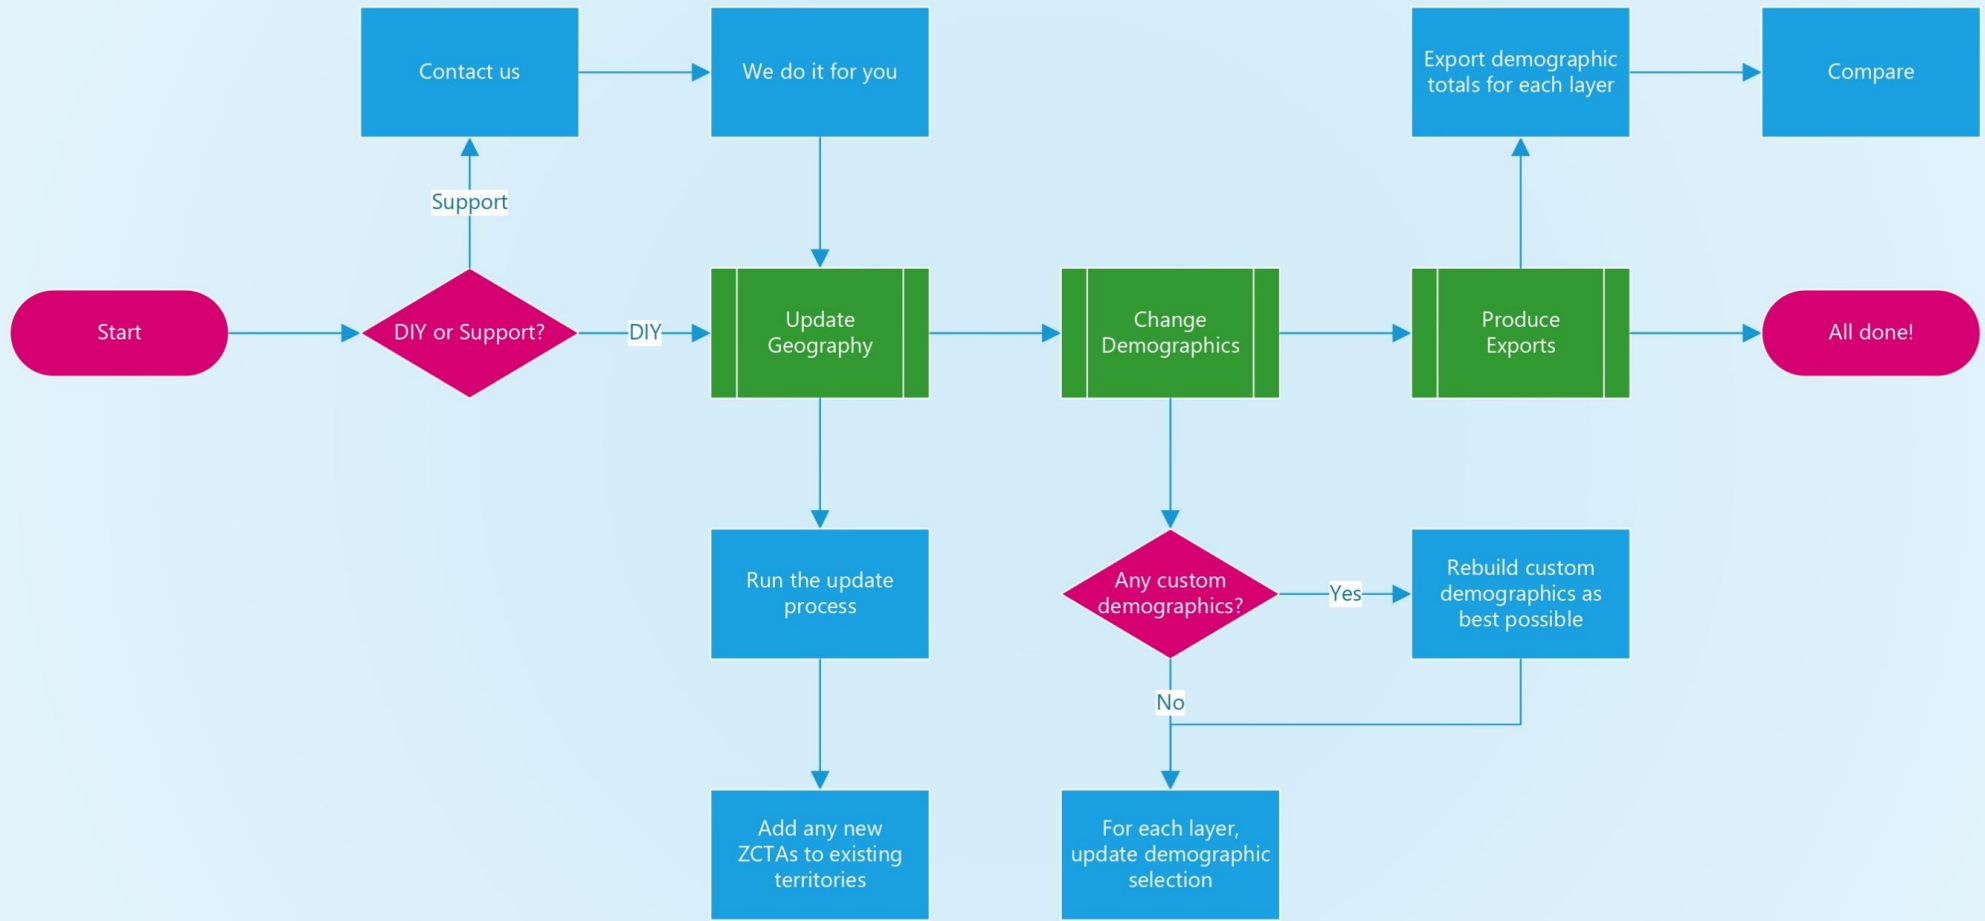 Contact us
We do it for you
Export demographic
totals for each layer
Compare
Support
Start
DIY or Support?
DIY
Update
Geography
Change
Demographics
Produce
Exports
All done!
Run the update
process
Any custom
demographics?
Yes
Rebuild custom
demographics as
best possible
No
Add any new
ZCTAs to existing
territories
For each layer,
update demographic
selection